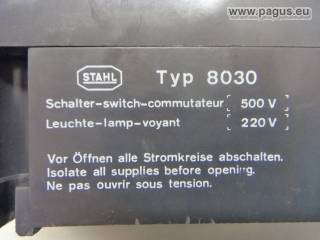 © www.pagus.eu
STAHL Typ 8030
Schalter-switch-commutateur 500 V
Leuchte-lamp-voyant 220 V
Vor Öffnen alle Stromkreise abschalten.
Isolate all supplies before opening.
Ne pas ouvrir sous tension.